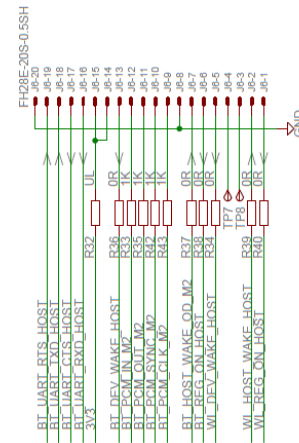 FH28E-20S-0.5SH
J6-20
J6-19
J6-18
J6-17
J6-16
J6-15
J6-14
J6-13
J6-12
J6-11
J6-10
J6-9
J6-8
J6-7
J6-6
J6-5
J6-4
J6-3
J6-2
J6-1
GND
UL
0R
1K
1K
1K
1K
0R
0R
0R
0R
0R
R32
R36
R33
R35
R42
R43
R37
R38
R34
TP7
TP8
R39
R40
BT_UART_RTS_HOST
BT_UART_TXD_HOST
BT_UART_CTS_HOST
BT_UART_RXD_HOST
3V3
BT_DEV_WAKE_HOST
BT_PCM_IN_M2
BT_PCM_OUT_M2
BT_PCM_SYNC_M2
BT_PCM_CLK_M2
BT_HOST_WAKE_OD_M2
BT_REG_ON_HOST
WL_DEV_WAKE_HOST
WL_HOST_WAKE_HOST
WL_REG_ON_HOST